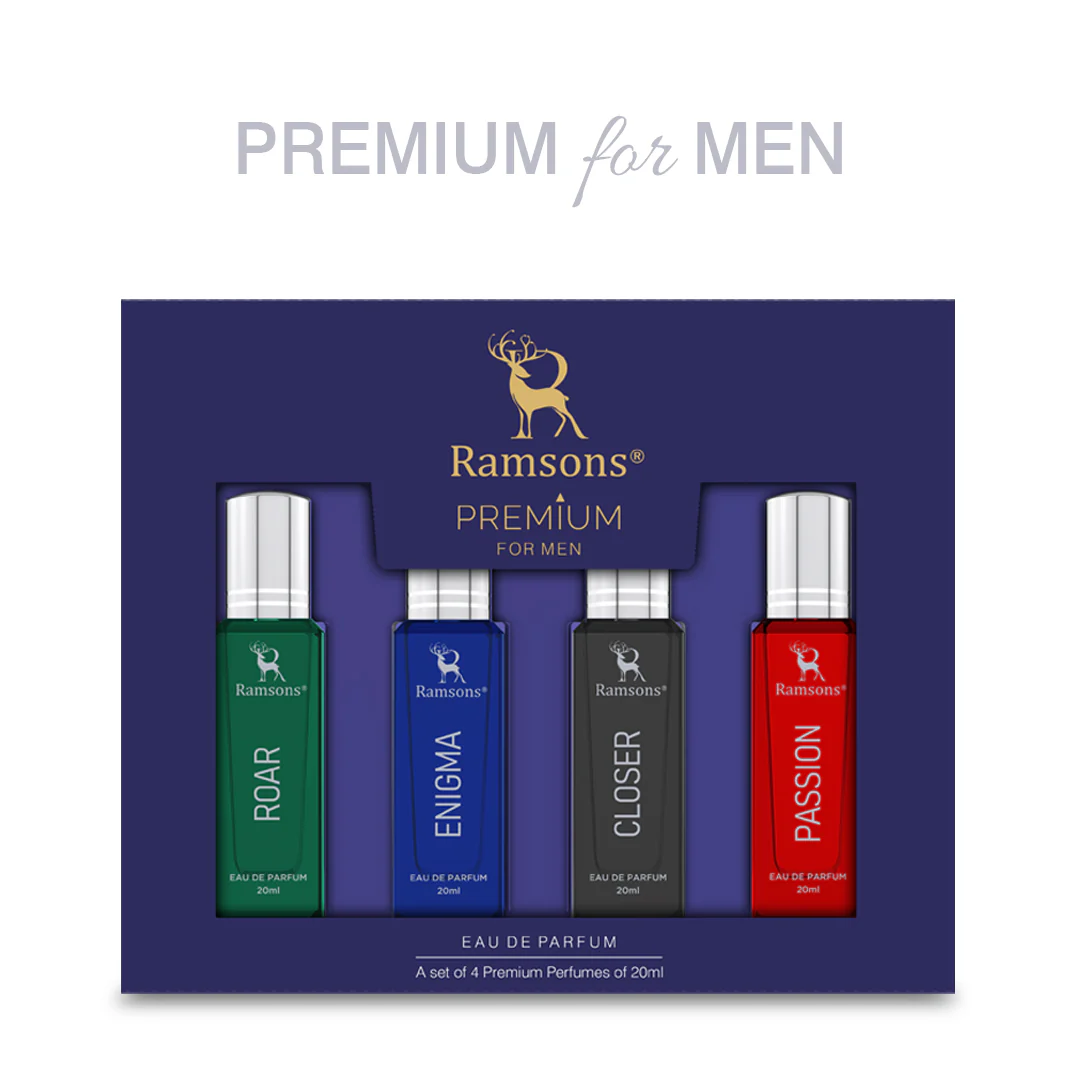 PREMIUM for MEN
Ramsons®
PREMIUM
FOR MEN
Ramsons®
ROAR
EAU DE PARFUM
20ml
Ramsons®
ENIGMA
EAU DE PARFUM
20ml
Ramsons®
CLOSER
EAU DE PARFUM
20ml
Ramsons®
PASSION
EAU DE PARFUM
20ml
EAU DE PARFUM
A set of 4 Premium Perfumes of 20ml